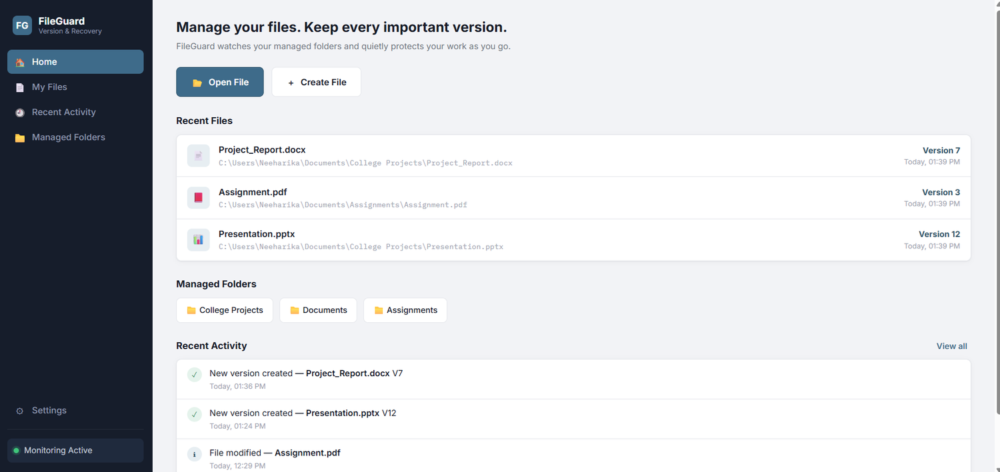 FG
FileGuard
Version & Recovery
Home
My Files
Recent Activity
Managed Folders
Settings
Monitoring Active
Manage your files. Keep every important version.
FileGuard watches your managed folders and quietly protects your work as you go.
Open File
+ Create File
Recent Files
Project_Report.docx
C:\Users\Neeharika\Documents\College Projects\Project_Report.docx
Version 7
Today, 01:39 PM
Assignment.pdf
C:\Users\Neeharika\Documents\Assignments\Assignment.pdf
Version 3
Today, 01:39 PM
Presentation.pptx
C:\Users\Neeharika\Documents\College Projects\Presentation.pptx
Version 12
Today, 01:39 PM
Managed Folders
College Projects
Documents
Assignments
Recent Activity
View all
✓ New version created — Project_Report.docx V7
Today, 01:36 PM
✓ New version created — Presentation.pptx V12
Today, 01:24 PM
i File modified — Assignment.pdf
Today, 12:29 PM